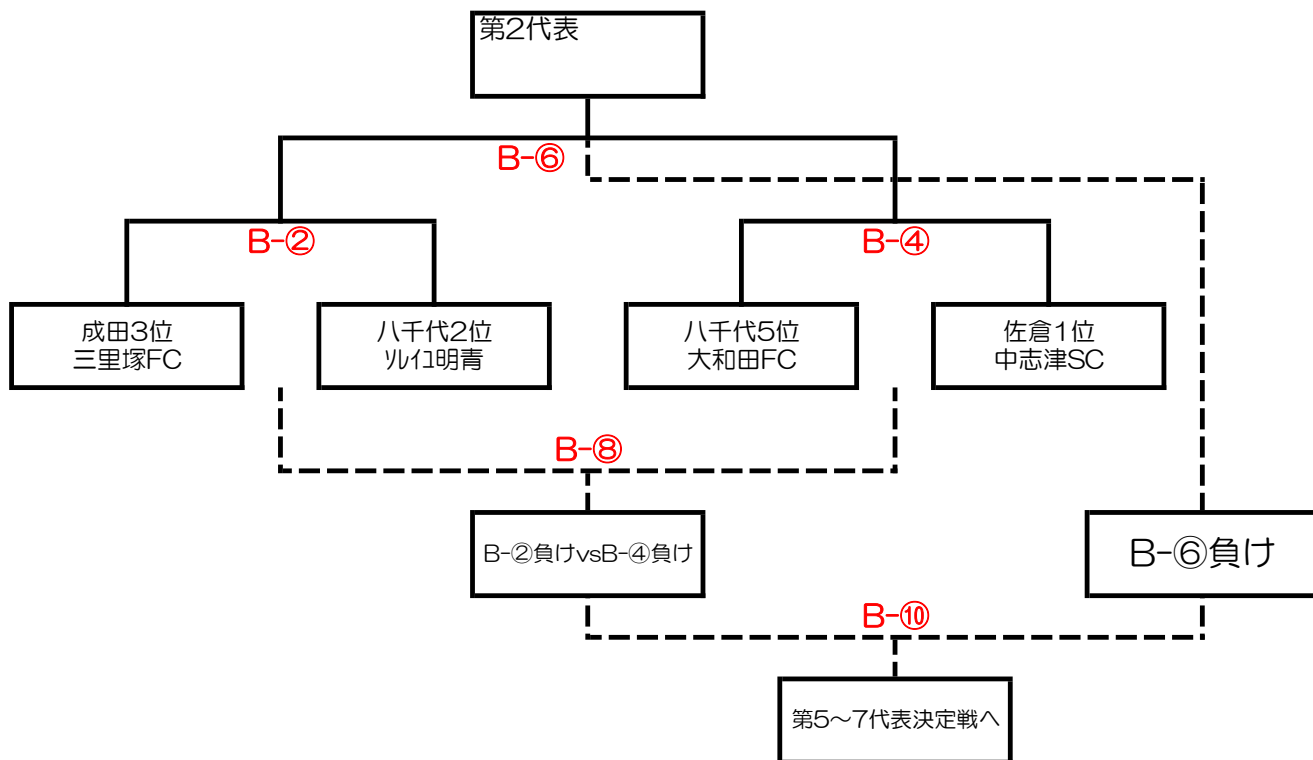 第2代表
B-⑥
B-②
B-④
成田3位
三里塚FC
八千代2位
ｿﾚｲﾕ明青
八千代5位
大和田FC
佐倉1位
中志津SC
B-⑧
B-②負けvsB-④負け
B-⑥負け
B-⑩
第5～7代表決定戦へ